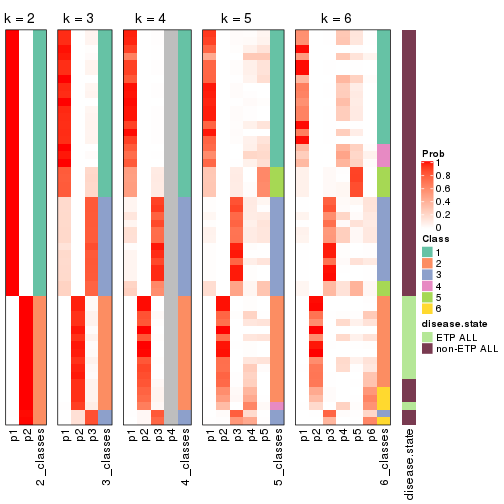 k = 2
k = 3
k = 4
k = 5
k = 6
p1
p2
2_classes
p1
p2
p3
3_classes
p1
p2
p3
p4
4_classes
p1
p2
p3
p4
p5
5_classes
p1
p2
p3
p4
p5
p6
6_classes
disease.state
Prob
1
0.8
0.6
0.4
0.2
0
Class
1
2
3
4
5
6
disease.state
ETP ALL
non-ETP ALL